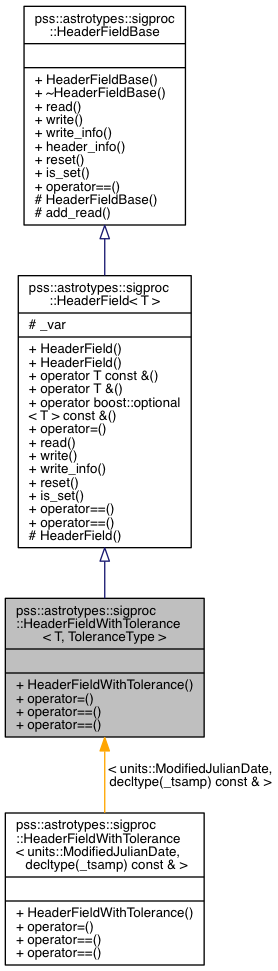 pss::astrotypes::sigproc
::HeaderFieldBase
+ HeaderFieldBase()
+ ~HeaderFieldBase()
+ read()
+ write()
+ write_info()
+ header_info()
+ reset()
+ is_set()
+ operator==()
# HeaderFieldBase()
# add_read()
pss::astrotypes::sigproc
::HeaderField< T >
# _var
+ HeaderField()
+ HeaderField()
+ operator T const &()
+ operator T &()
+ operator boost::optional
< T > const &()
+ operator=()
+ read()
+ write()
+ write_info()
+ reset()
+ is_set()
+ operator==()
+ operator==()
# HeaderField()
pss::astrotypes::sigproc
::HeaderFieldWithTolerance
< T, ToleranceType >
+ HeaderFieldWithTolerance()
+ operator=()
+ operator==()
+ operator==()
< units::ModifiedJulianDate,
decltype(_tsamp) const & >
pss::astrotypes::sigproc
::HeaderFieldWithTolerance
< units::ModifiedJulianDate,
decltype(_tsamp) const & >
+ HeaderFieldWithTolerance()
+ operator=()
+ operator==()
+ operator==()